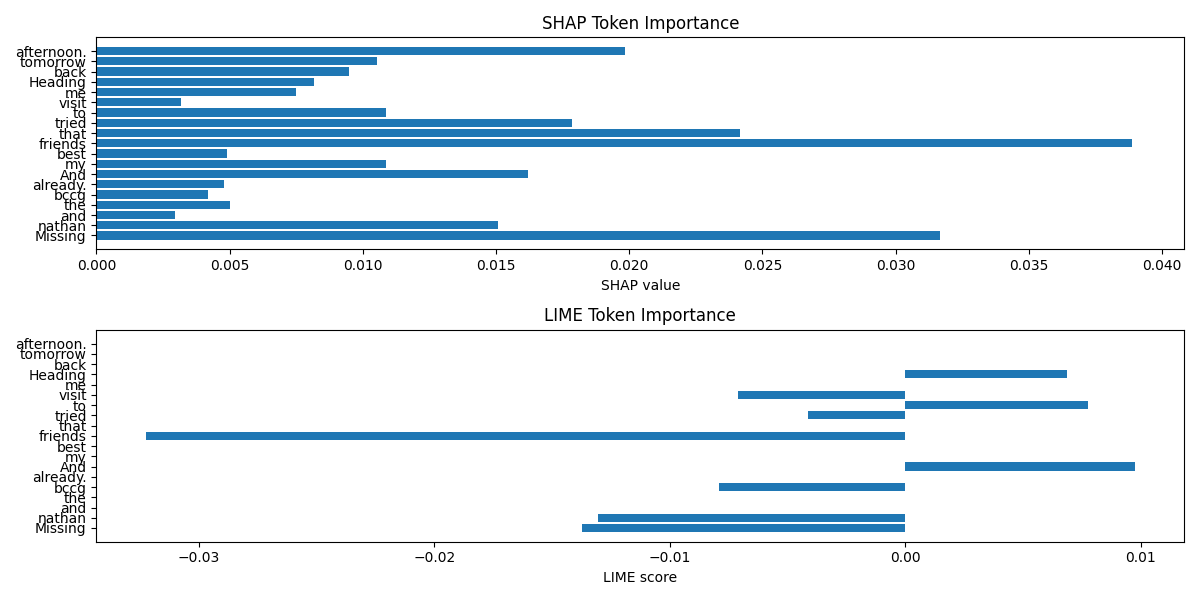 SHAP Token Importance
afternoon.
tomorrow
back
Heading
me
visit
to
tried
that
friends
best
my
And
already.
bccg
the
and
nathan
Missing
0.000 0.005 0.010 0.015 0.020 0.025 0.030 0.035 0.040
SHAP value
LIME Token Importance
afternoon.
tomorrow
back
Heading
me
visit
to
tried
that
friends
best
my
And
already.
bccg
the
and
nathan
Missing
−0.03 −0.02 −0.01 0.00 0.01
LIME score